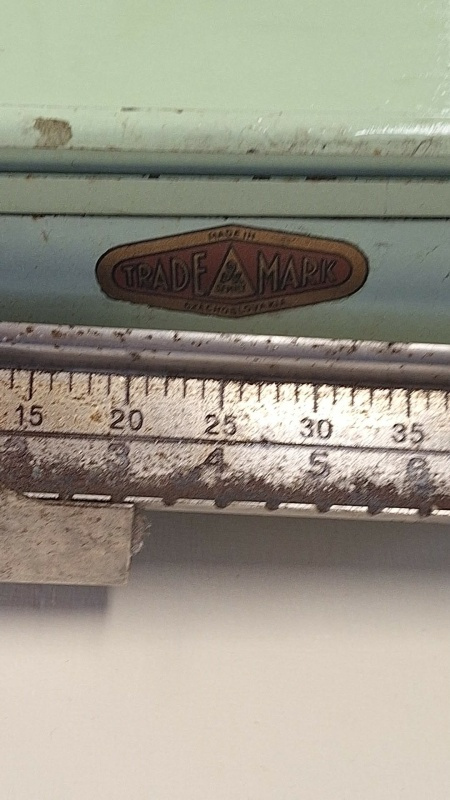 MADE IN
TRADE MARK
CZECHOSLOVAKIA
15 20 25 30 35
3 4 5 6